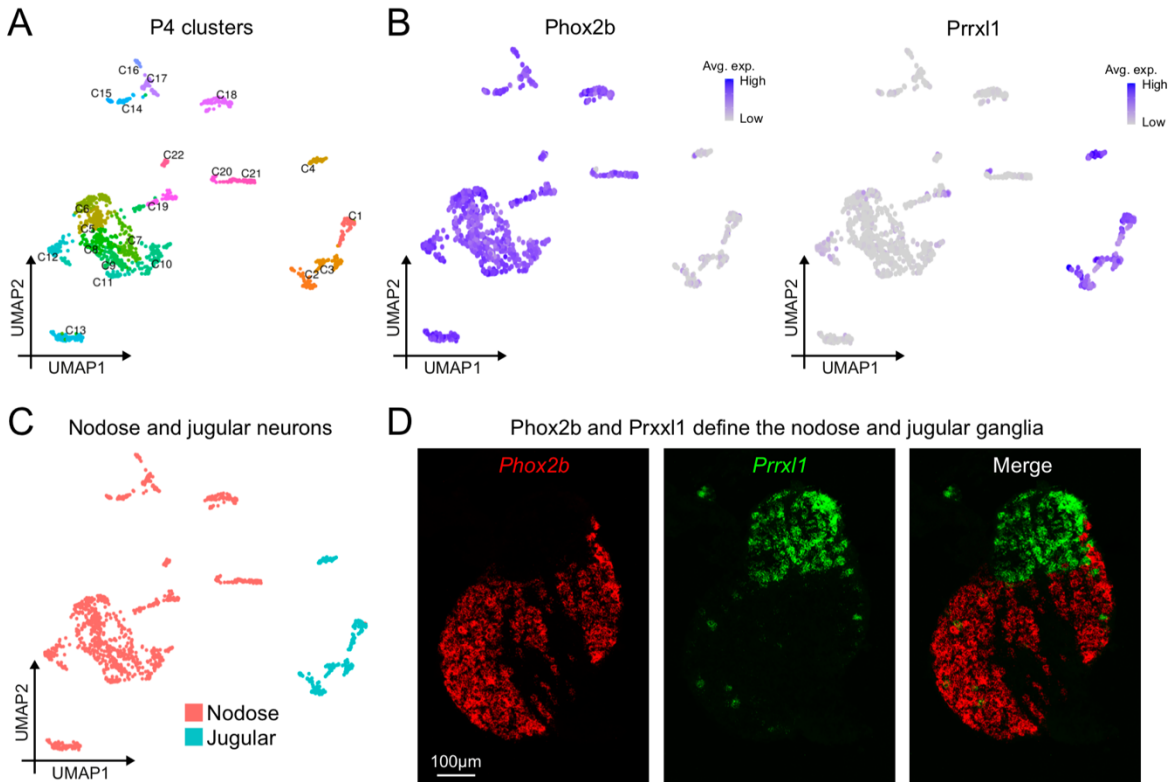 A
P4 clusters
C16
C17
C15
C14
C18
C22
C20
C21
C4
C19
C6
C5
C1
C7
C8
C12
C9
C10
C11
C3
C2
C13
UMAP2
UMAP1
B
Phox2b
Avg. exp.
High
Low
UMAP2
UMAP1
Prrxl1
Avg. exp.
High
Low
UMAP2
UMAP1
C
Nodose and jugular neurons
Nodose
Jugular
UMAP2
UMAP1
D
Phox2b and Prxxl1 define the nodose and jugular ganglia
Phox2b
Prrxl1
Merge
100μm